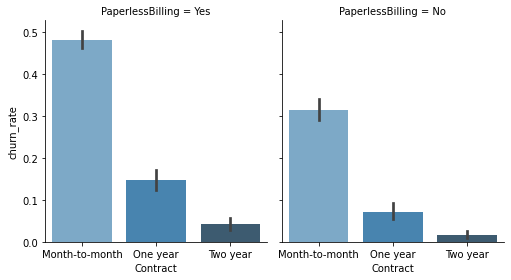 PaperlessBilling = Yes
PaperlessBilling = No
churn_rate
0.5
0.4
0.3
0.2
0.1
0.0
Month-to-month One year Two year
Contract
Month-to-month One year Two year
Contract